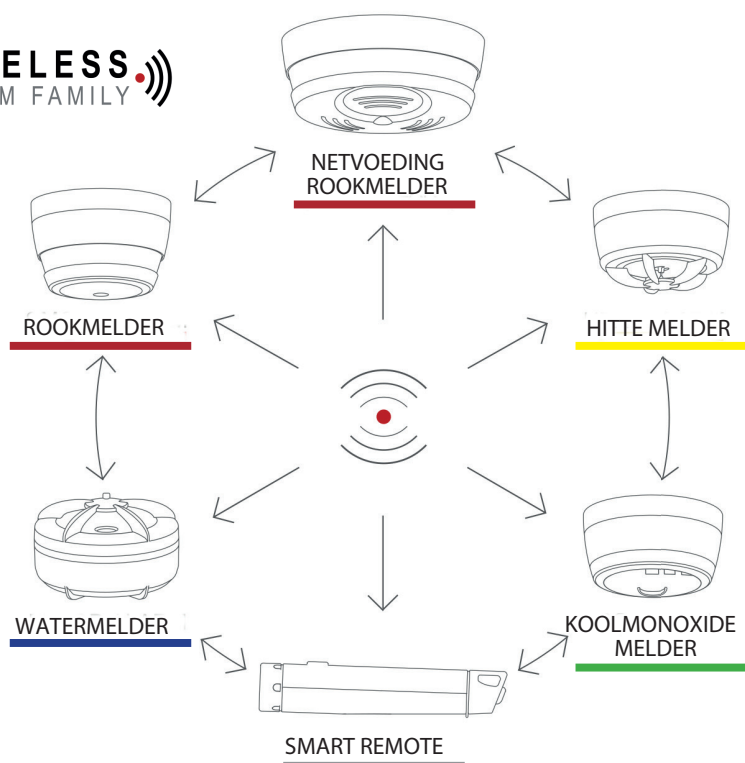 ELESS
M FAMILY
NETVOEDING
ROOKMELDER
ROOKMELDER
HITTE MELDER
WATERMELDER
KOOLMONOXIDE
MELDER
SMART REMOTE